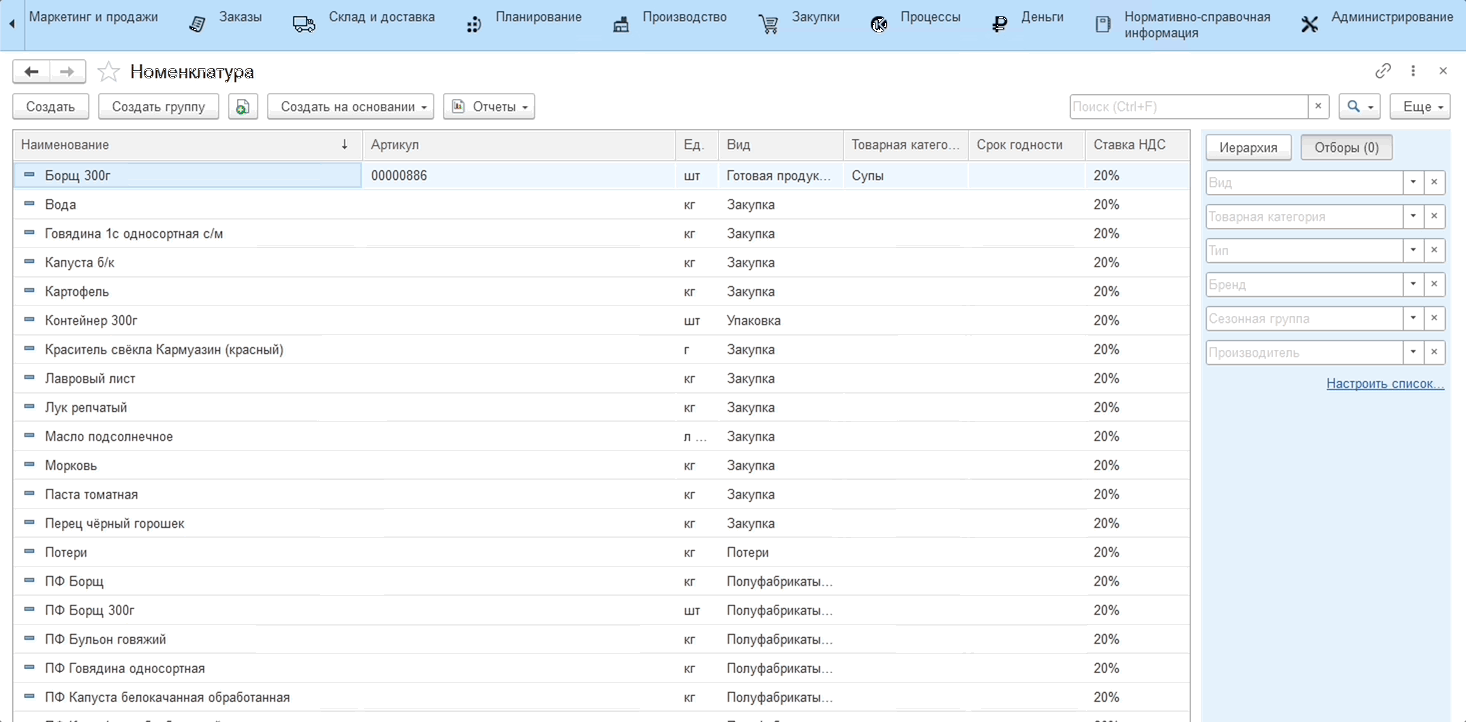 Маркетинг и продажи Заказы Склад и доставка Планирование Производство Закупки Процессы Деньги Нормативно-справочная информация Администрирование
Номенклатура
Создать Создать группу Создать на основании Отчеты Поиск (Ctrl+F) × Еще
Наименование ↓ Артикул Ед. Вид Товарная катего... Срок годности Ставка НДС
Борщ 300г 00000886 шт Готовая продук... Супы 20%
Вода кг Закупка 20%
Говядина 1с односортная с/м кг Закупка 20%
Капуста б/к кг Закупка 20%
Картофель кг Закупка 20%
Контейнер 300г шт Упаковка 20%
Краситель свёкла Кармуазин (красный) г Закупка 20%
Лавровый лист кг Закупка 20%
Лук репчатый кг Закупка 20%
Масло подсолнечное л ... Закупка 20%
Морковь кг Закупка 20%
Паста томатная кг Закупка 20%
Перец чёрный горошек кг Закупка 20%
Потери кг Потери 20%
ПФ Борщ кг Полуфабрикаты... 20%
ПФ Борщ 300г шт Полуфабрикаты... 20%
ПФ Бульон говяжий кг Полуфабрикаты... 20%
ПФ Говядина односортная кг Полуфабрикаты... 20%
ПФ Капуста белокачанная обработанная кг Полуфабрикаты... 20%
Иерархия Отборы (0)
Вид
Товарная категория
Тип
Бренд
Сезонная группа
Производитель
Настроить список...